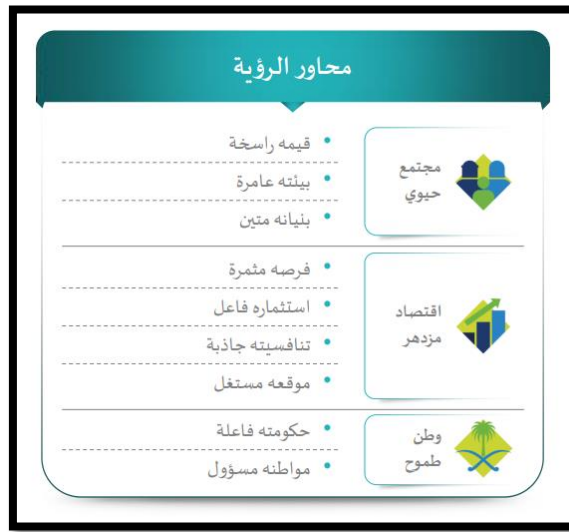 محاور الرؤية
مجتمع
حيوي
قيمه راسخة
بيئته عامرة
بنيانه متين
اقتصاد
مزدهر
فرصه مثمرة
استثماره فاعل
تنافسيته جاذبة
موقعه مستغل
وطن
طموح
حكومته فاعلة
مواطنه مسؤول